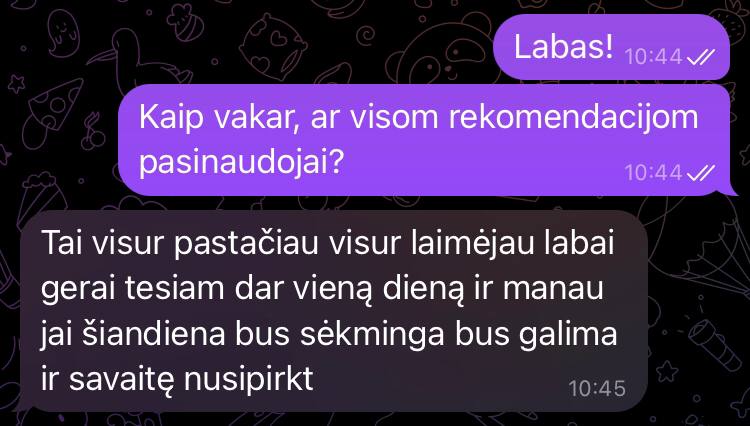 Labas! 10:44
Kaip vakar, ar visom rekomendacijom
pasinaudojai? 10:44
Tai visur pastačiau visur laimėjau labai
gerai tesiam dar vieną dieną ir manau
jai šiandiena bus sėkminga bus galima
ir savaitę nusipirkt 10:45